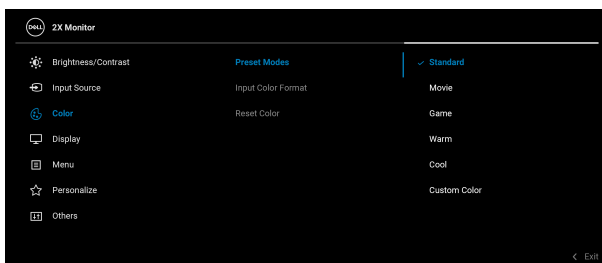 DELL 2X Monitor
Brightness/Contrast Preset Modes Standard
Input Source Input Color Format Movie
Color Reset Color Game
Display Warm
Menu Cool
Personalize Custom Color
Others
Exit